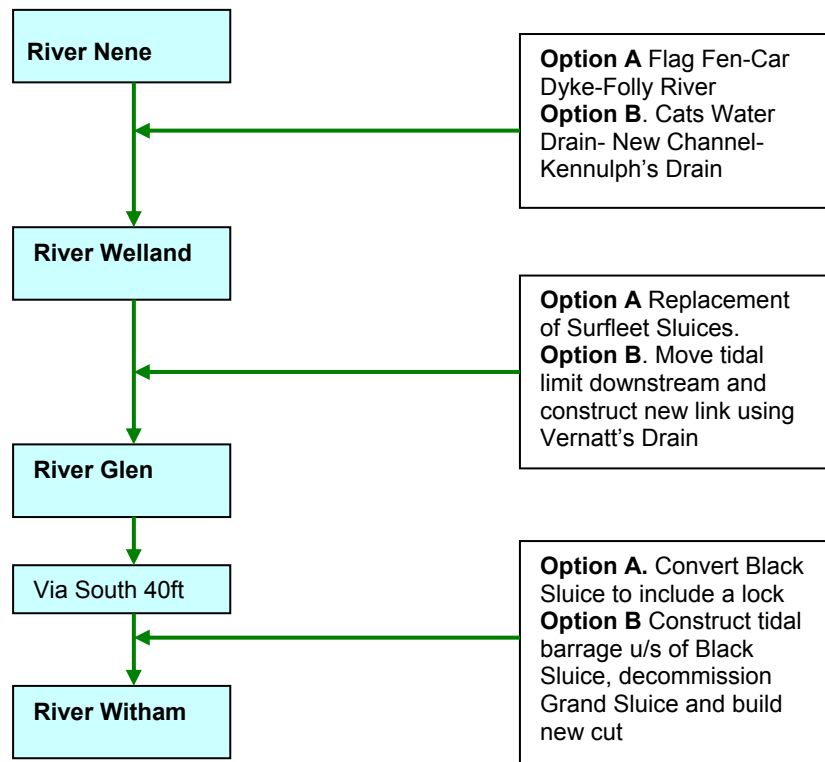 River Nene
Option A Flag Fen-Car
Dyke-Folly River
Option B. Cats Water
Drain- New Channel-
Kennulph's Drain
River Welland
Option A Replacement
of Surfleet Sluices.
Option B. Move tidal
limit downstream and
construct new link using
Vernatt's Drain
River Glen
Via South 40ft
Option A. Convert Black
Sluice to include a lock
Option B Construct tidal
barrage u/s of Black
Sluice, decommission
Grand Sluice and build
new cut
River Witham